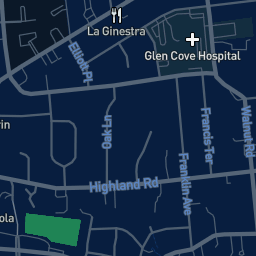 La Ginestra
Glen Cove Hospital
Elliott Pl
Oak Ln
Francis Ter
Walnut Rd
Franklin Ave
Highland Rd